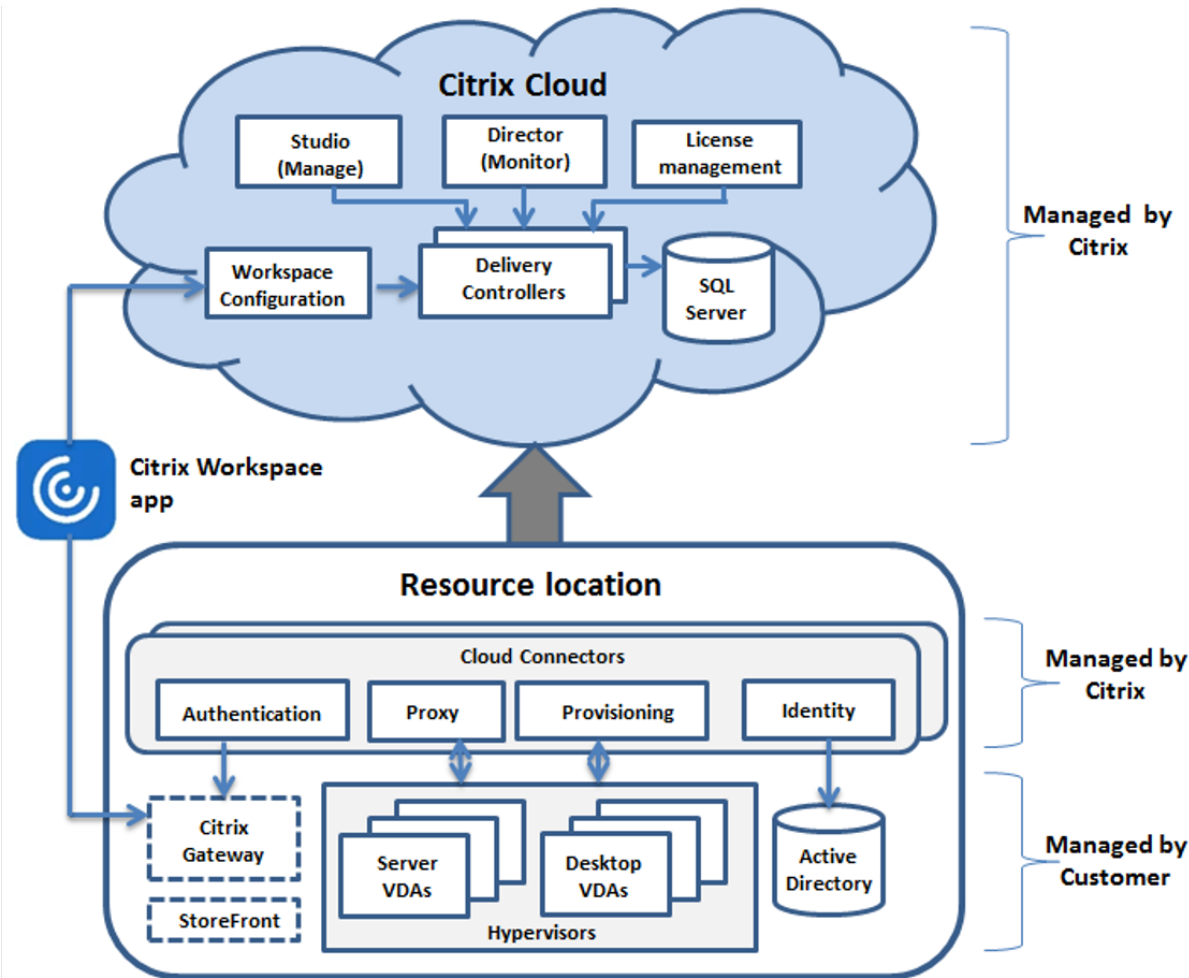 Citrix Cloud
Studio
(Manage)
Director
(Monitor)
License
management
Managed by
Citrix
Workspace
Configuration
Delivery
Controllers
SQL
Server
Citrix Workspace
app
Resource location
Cloud Connectors
Authentication
Proxy
Provisioning
Identity
Managed by
Citrix
Citrix
Gateway
StoreFront
Server
VDAs
Desktop
VDAs
Hypervisors
Active
Directory
Managed by
Customer